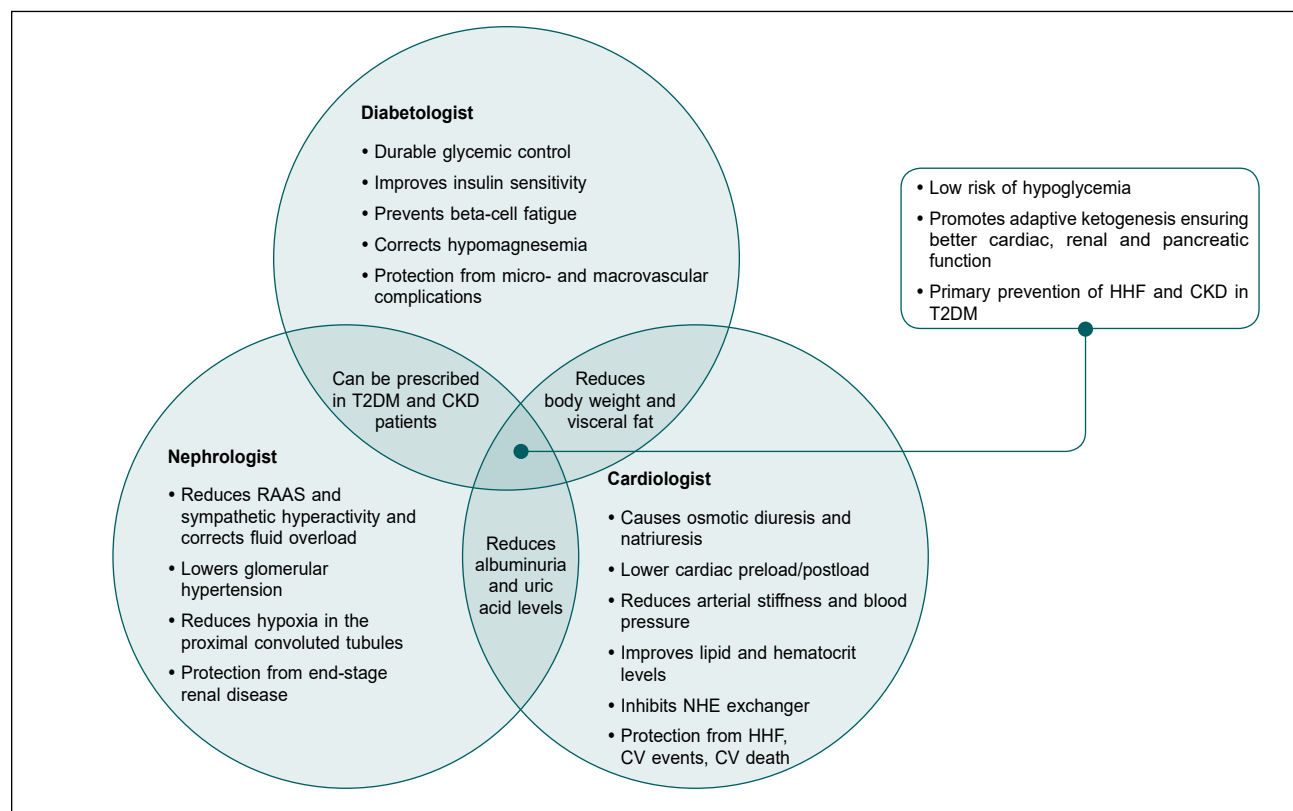 Diabetologist
• Durable glycemic control
• Improves insulin sensitivity
• Prevents beta-cell fatigue
• Corrects hypomagnesemia
• Protection from micro- and macrovascular
complications
• Low risk of hypoglycemia
• Promotes adaptive ketogenesis ensuring
better cardiac, renal and pancreatic
function
• Primary prevention of HHF and CKD in
T2DM
Can be prescribed
in T2DM and CKD
patients
Reduces
body weight and
visceral fat
Nephrologist
• Reduces RAAS and
sympathetic hyperactivity and
corrects fluid overload
• Lowers glomerular
hypertension
• Reduces hypoxia in the
proximal convoluted tubules
• Protection from end-stage
renal disease
Reduces
albuminuria
and uric
acid levels
Cardiologist
• Causes osmotic diuresis and
natriuresis
• Lower cardiac preload/postload
• Reduces arterial stiffness and blood
pressure
• Improves lipid and hematocrit
levels
• Inhibits NHE exchanger
• Protection from HHF,
CV events, CV death